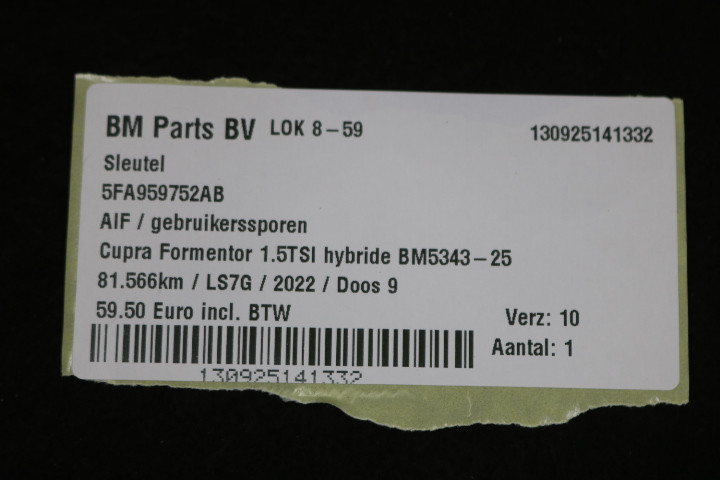 BM Parts BV LOK 8-59 130925141332
Sleutel
5FA959752AB
AIF / gebruikerssporen
Cupra Formentor 1.5TSI hybride BM5343-25
81.566km / LS7G / 2022 / Doos 9
59.50 Euro incl. BTW Verz: 10
Aantal: 1
130925141332